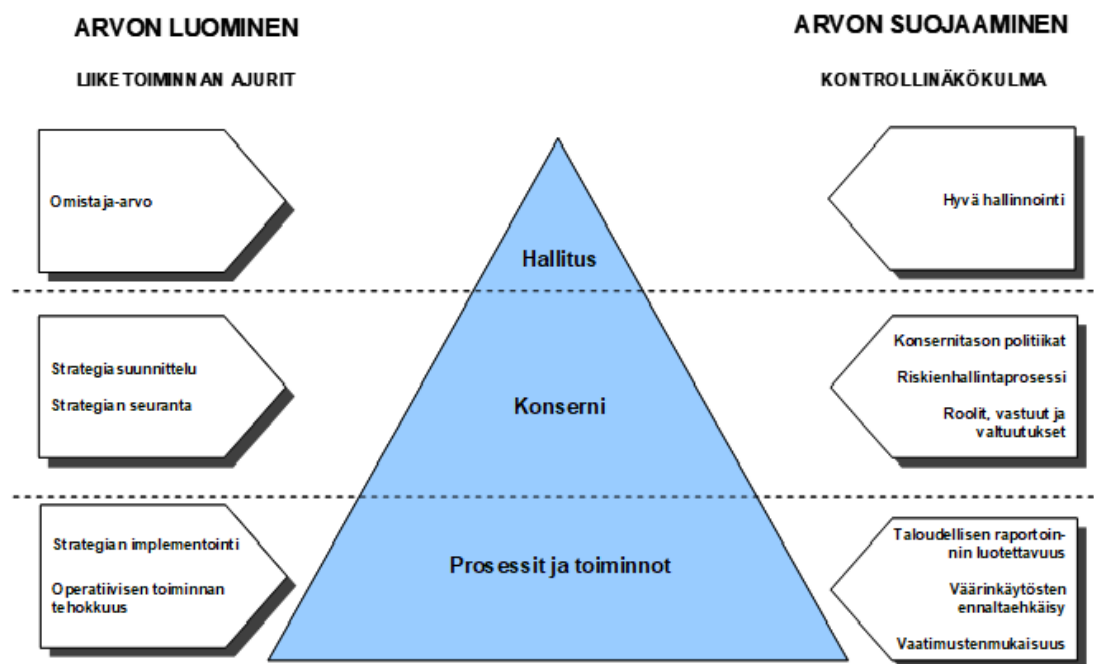 ARVON LUOMINEN
ARVON SUOJAAMINEN
LIIKETOIMINNAN AJURIT
KONTROLLINÄKÖKULMA
Omistaja-arvo
Hallitus
Hyvä hallinnointi
Strategiasuunnittelu
Strategian seuranta
Konserni
Konsernitason politiikat
Riskienhallintaprosessi
Roolit, vastuut ja
valtuutukset
Strategian implementointi
Operatiivisen toiminnan
tehokkuus
Prosessit ja toiminnot
Taloudellisen raportoin-
nin luotettavuus
Väärinkäytösten
ennaltaehkäisy
Vaatimustenmukaisuus